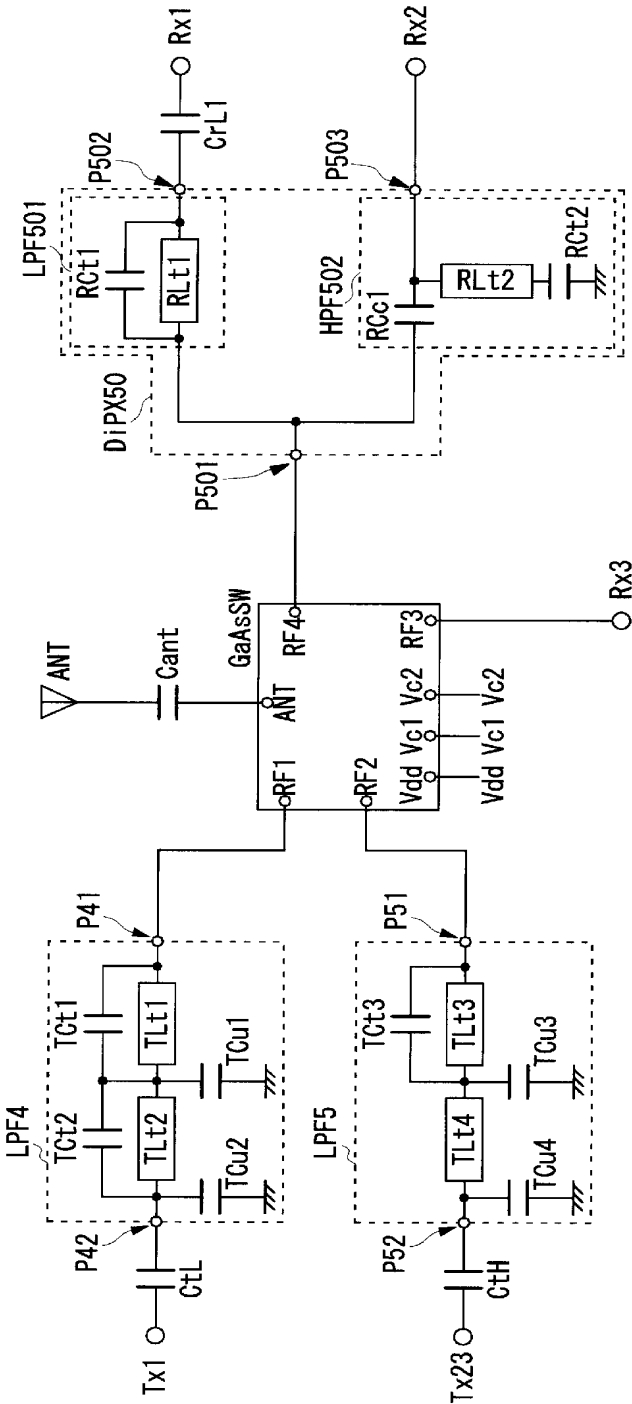 Tx1
CtL
P42
LPF4
TCt2
TCt1
TLt2
TLt1
TCu2
TCu1
P41
Tx23
CtH
P52
LPF5
TCt3
TLt4
TLt3
TCu4
TCu3
P51
ANT
Cant
GaAsSW
ANT
RF1
RF2
RF4
RF3
Vdd Vc1 Vc2
Vdd Vc1 Vc2
Rx3
P501
DiPX50
LPF501
RCt1
RLt1
P502
CrL1
Rx1
HPF502
RCc1
RLt2
RCt2
P503
Rx2